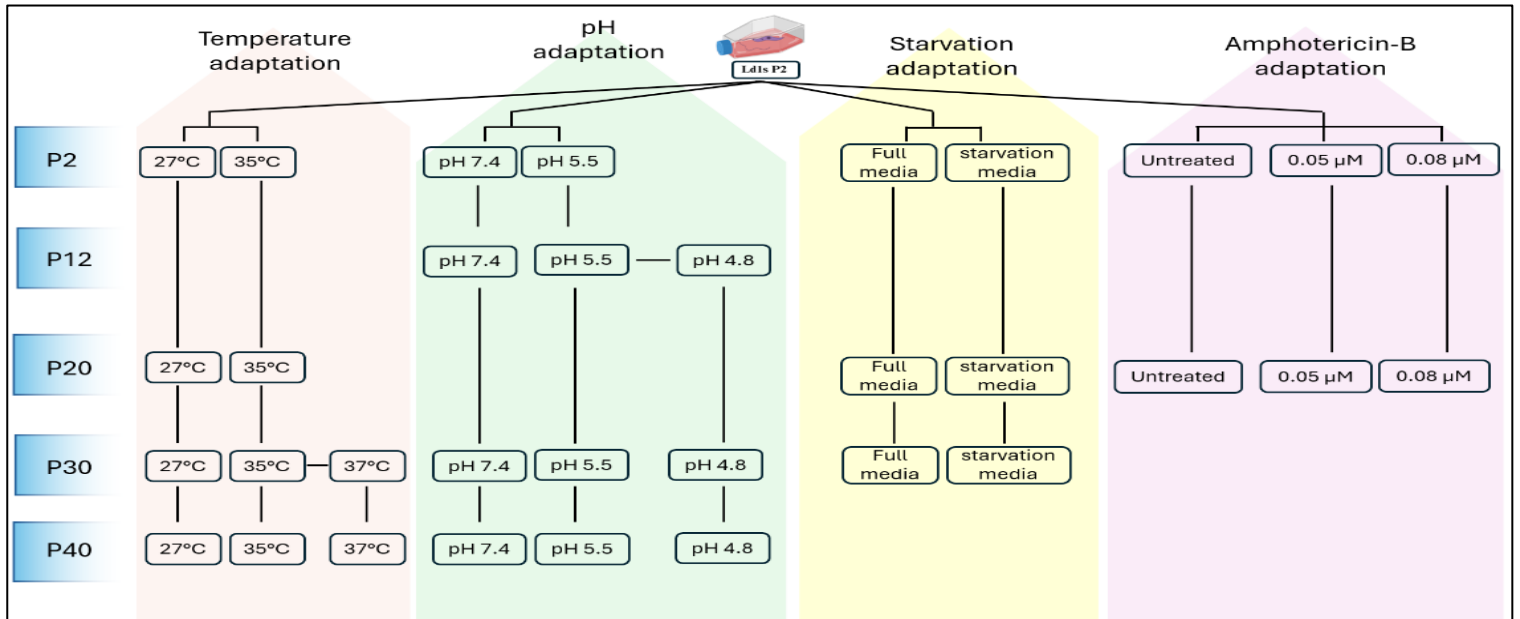 Temperature
adaptation
pH
adaptation
Ld1s P2
Starvation
adaptation
Amphotericin-B
adaptation
P2
27°C
35°C
pH 7.4
pH 5.5
Full
media
starvation
media
Untreated
0.05 µM
0.08 µM
P12
pH 7.4
pH 5.5
pH 4.8
P20
27°C
35°C
Full
media
starvation
media
Untreated
0.05 µM
0.08 µM
P30
27°C
35°C
37°C
pH 7.4
pH 5.5
pH 4.8
Full
media
starvation
media
P40
27°C
35°C
37°C
pH 7.4
pH 5.5
pH 4.8